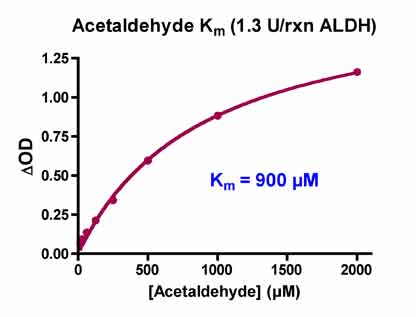 Acetaldehyde Km (1.3 U/rxn ALDH)
1.25
1.00
0.75
0.50
0.25
0.00
ΔOD
Km = 900 µM
0 500 1000 1500 2000
[Acetaldehyde] (µM)